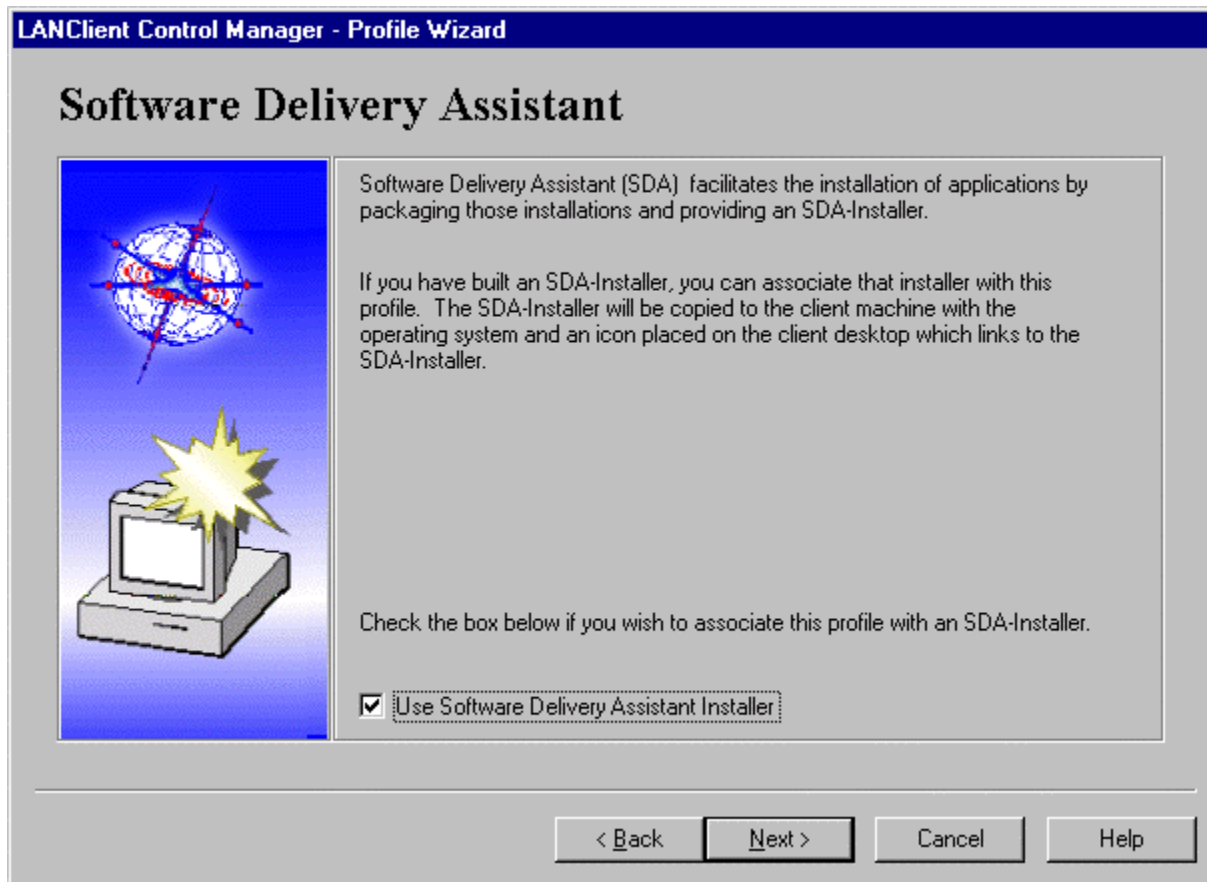 LANClient Control Manager - Profile Wizard
Software Delivery Assistant
Software Delivery Assistant (SDA)  facilitates the installation of applications by
packaging those installations and providing an SDA-Installer.
If you have built an SDA-Installer, you can associate that installer with this
profile.  The SDA-Installer will be copied to the client machine with the
operating system and an icon placed on the client desktop which links to the
SDA-Installer.
Check the box below if you wish to associate this profile with an SDA-Installer.
Use Software Delivery Assistant Installer
< Back
Next >
Cancel
Help